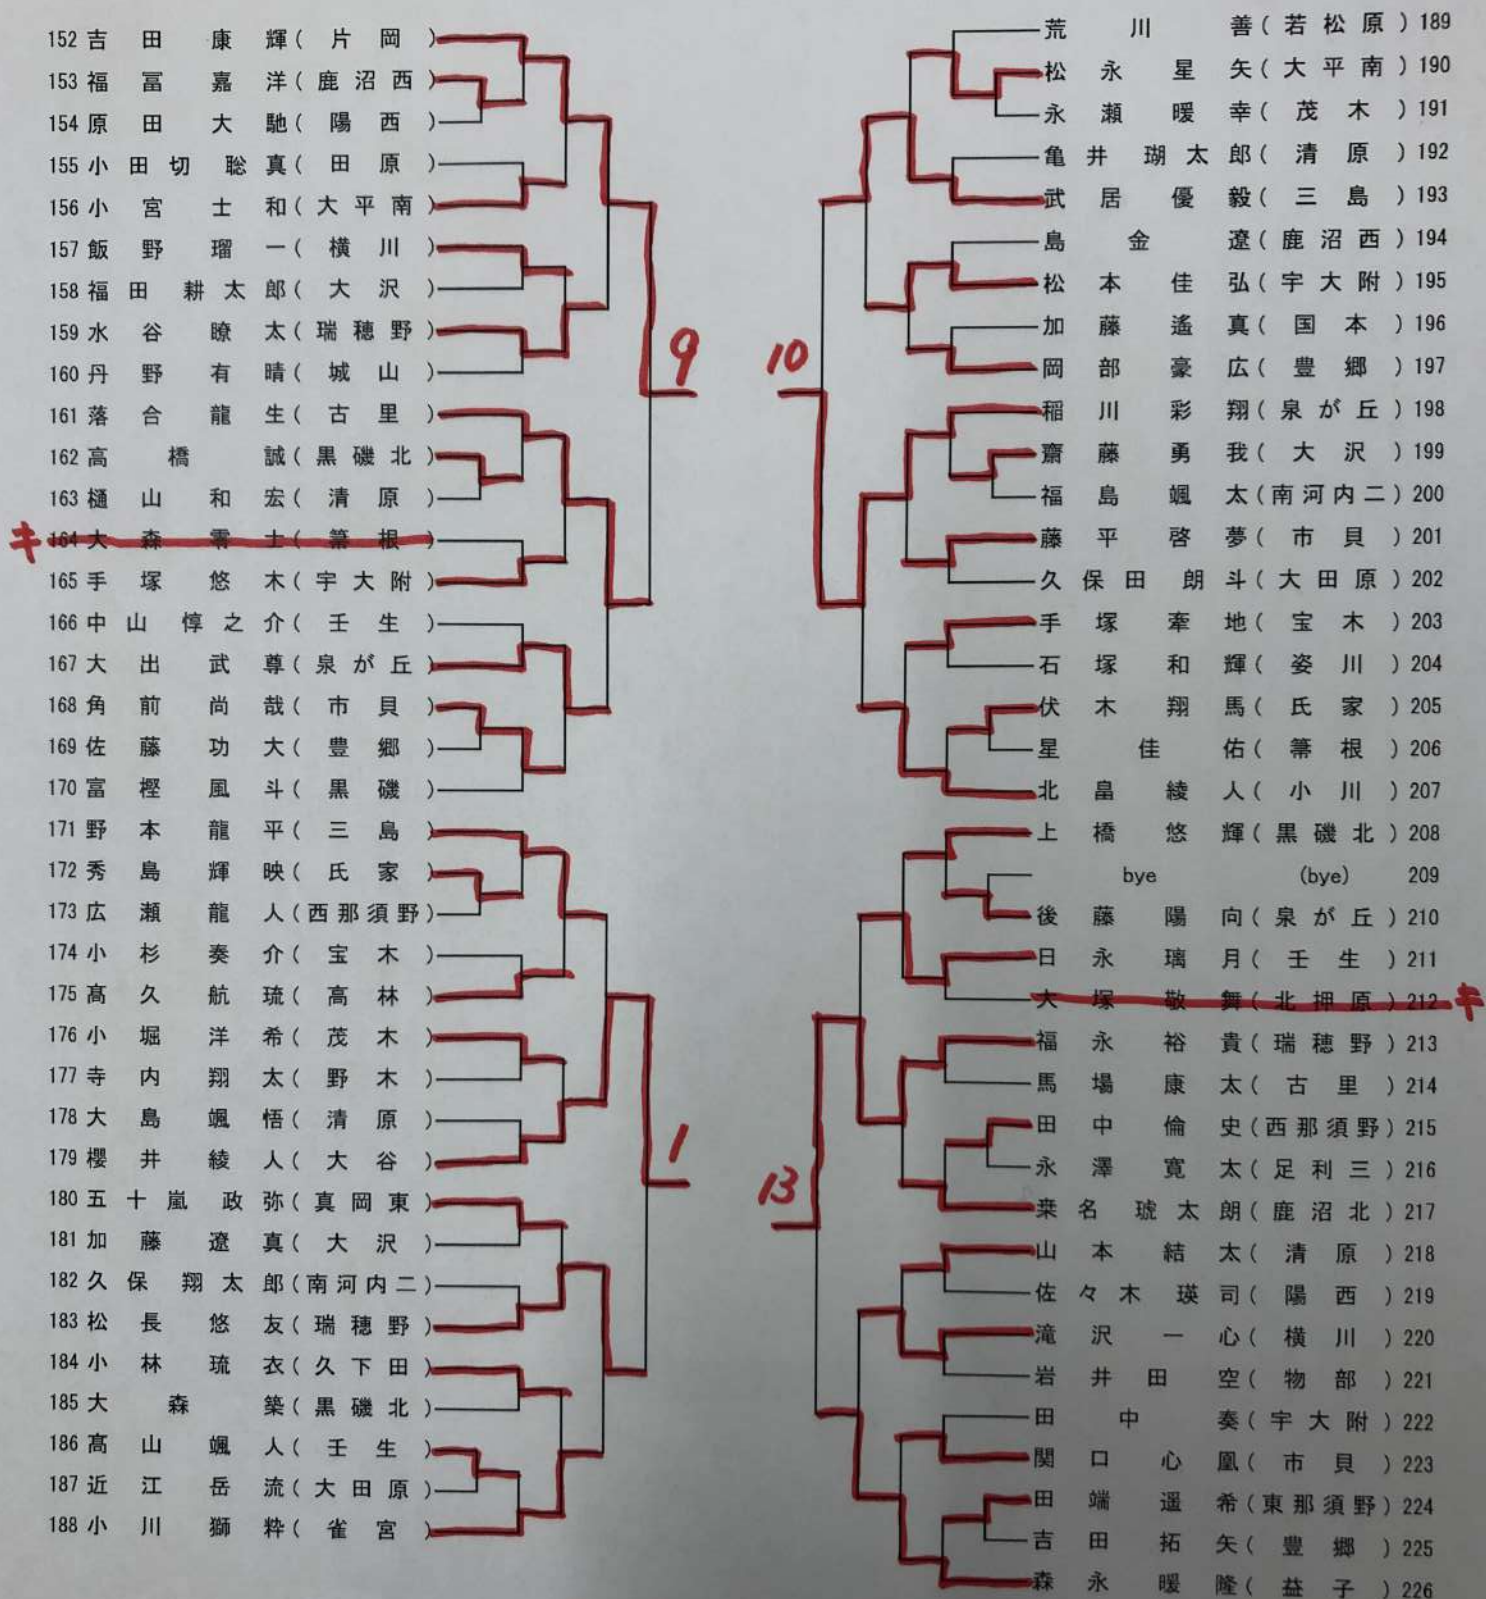 152 吉田康輝(片岡)
153 福冨嘉洋(鹿沼西)
154 原田大馳(陽西)
155 小田切聡真(田原)
156 小宮士和(大平南)
157 飯野瑠一(横川)
158 福田耕太郎(大沢)
159 水谷瞭太(瑞穂野)
160 丹野有晴(城山)
161 落合龍生(古里)
162 高橋誠(黒磯北)
163 樋山和宏(清原)
キ 164 大森零士(箒根)
165 手塚悠木(宇大附)
166 中山惇之介(壬生)
167 大出武尊(泉が丘)
168 角前尚哉(市貝)
169 佐藤功大(豊郷)
170 富樫風斗(黒磯)
171 野本龍平(三島)
172 秀島輝映(氏家)
173 広瀬龍人(西那須野)
174 小杉奏介(宝木)
175 髙久航琉(高林)
176 小堀洋希(茂木)
177 寺内翔太(野木)
178 大島颯悟(清原)
179 櫻井綾人(大谷)
180 五十嵐政弥(真岡東)
181 加藤遼真(大沢)
182 久保翔太郎(南河内二)
183 松長悠友(瑞穂野)
184 小林琉衣(久下田)
185 大森築(黒磯北)
186 髙山颯人(壬生)
187 近江岳流(大田原)
188 小川獅粋(雀宮)
9
1
10
13
荒川善(若松原) 189
松永星矢(大平南) 190
永瀬暖幸(茂木) 191
亀井瑚太郎(清原) 192
武居優毅(三島) 193
島金遼(鹿沼西) 194
松本佳弘(宇大附) 195
加藤遙真(国本) 196
岡部豪広(豊郷) 197
稲川彩翔(泉が丘) 198
齋藤勇我(大沢) 199
福島颯太(南河内二) 200
藤平啓夢(市貝) 201
久保田朗斗(大田原) 202
手塚牽地(宝木) 203
石塚和輝(姿川) 204
伏木翔馬(氏家) 205
星佳佑(箒根) 206
北畠綾人(小川) 207
上橋悠輝(黒磯北) 208
bye (bye) 209
後藤陽向(泉が丘) 210
日永璃月(壬生) 211
大塚敬舞(北押原) 212 キ
福永裕貴(瑞穂野) 213
馬場康太(古里) 214
田中倫史(西那須野) 215
永澤寛太(足利三) 216
桒名琥太朗(鹿沼北) 217
山本結太(清原) 218
佐々木瑛司(陽西) 219
滝沢一心(横川) 220
岩井田空(物部) 221
田中奏(宇大附) 222
関口心凰(市貝) 223
田端遥希(東那須野) 224
吉田拓矢(豊郷) 225
森永暖隆(益子) 226